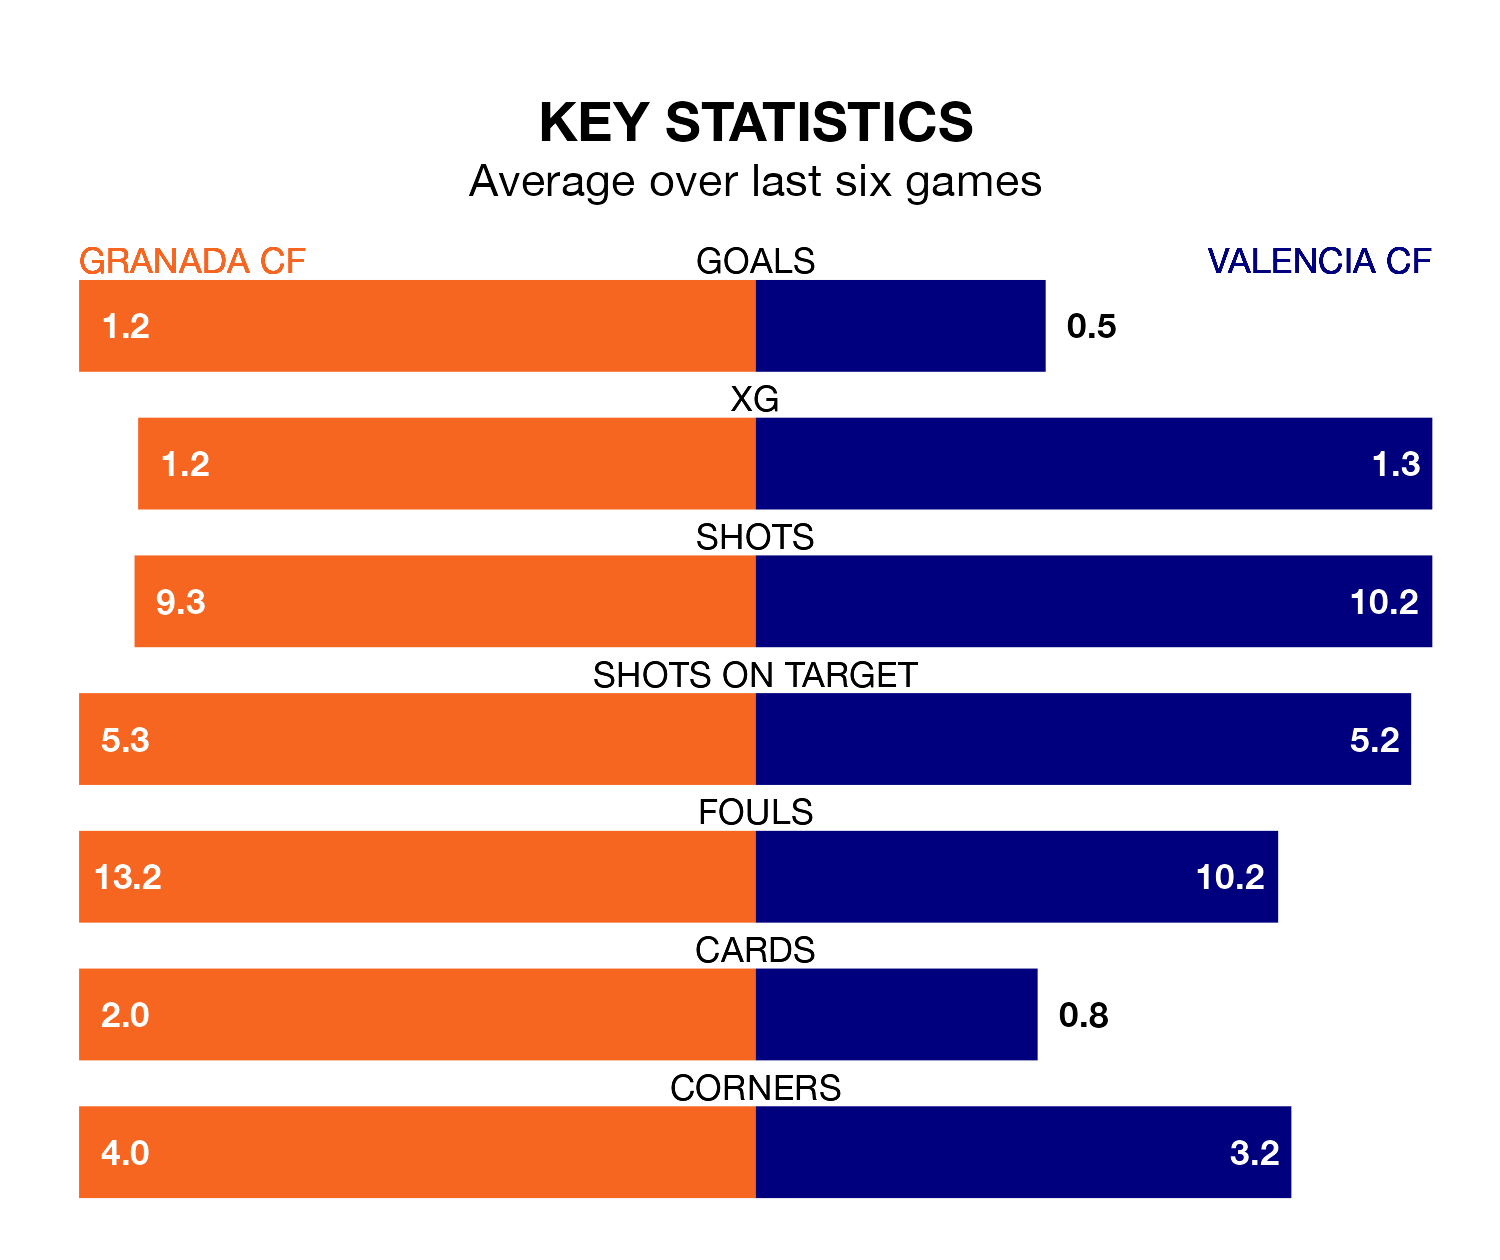 KEY STATISTICS
Average over last six games
GRANADA CF GOALS VALENCIA CF
1.2 0.5
XG
1.2 1.3
SHOTS
9.3 10.2
SHOTS ON TARGET
5.3 5.2
FOULS
13.2 10.2
CARDS
2.0 0.8
CORNERS
4.0 3.2